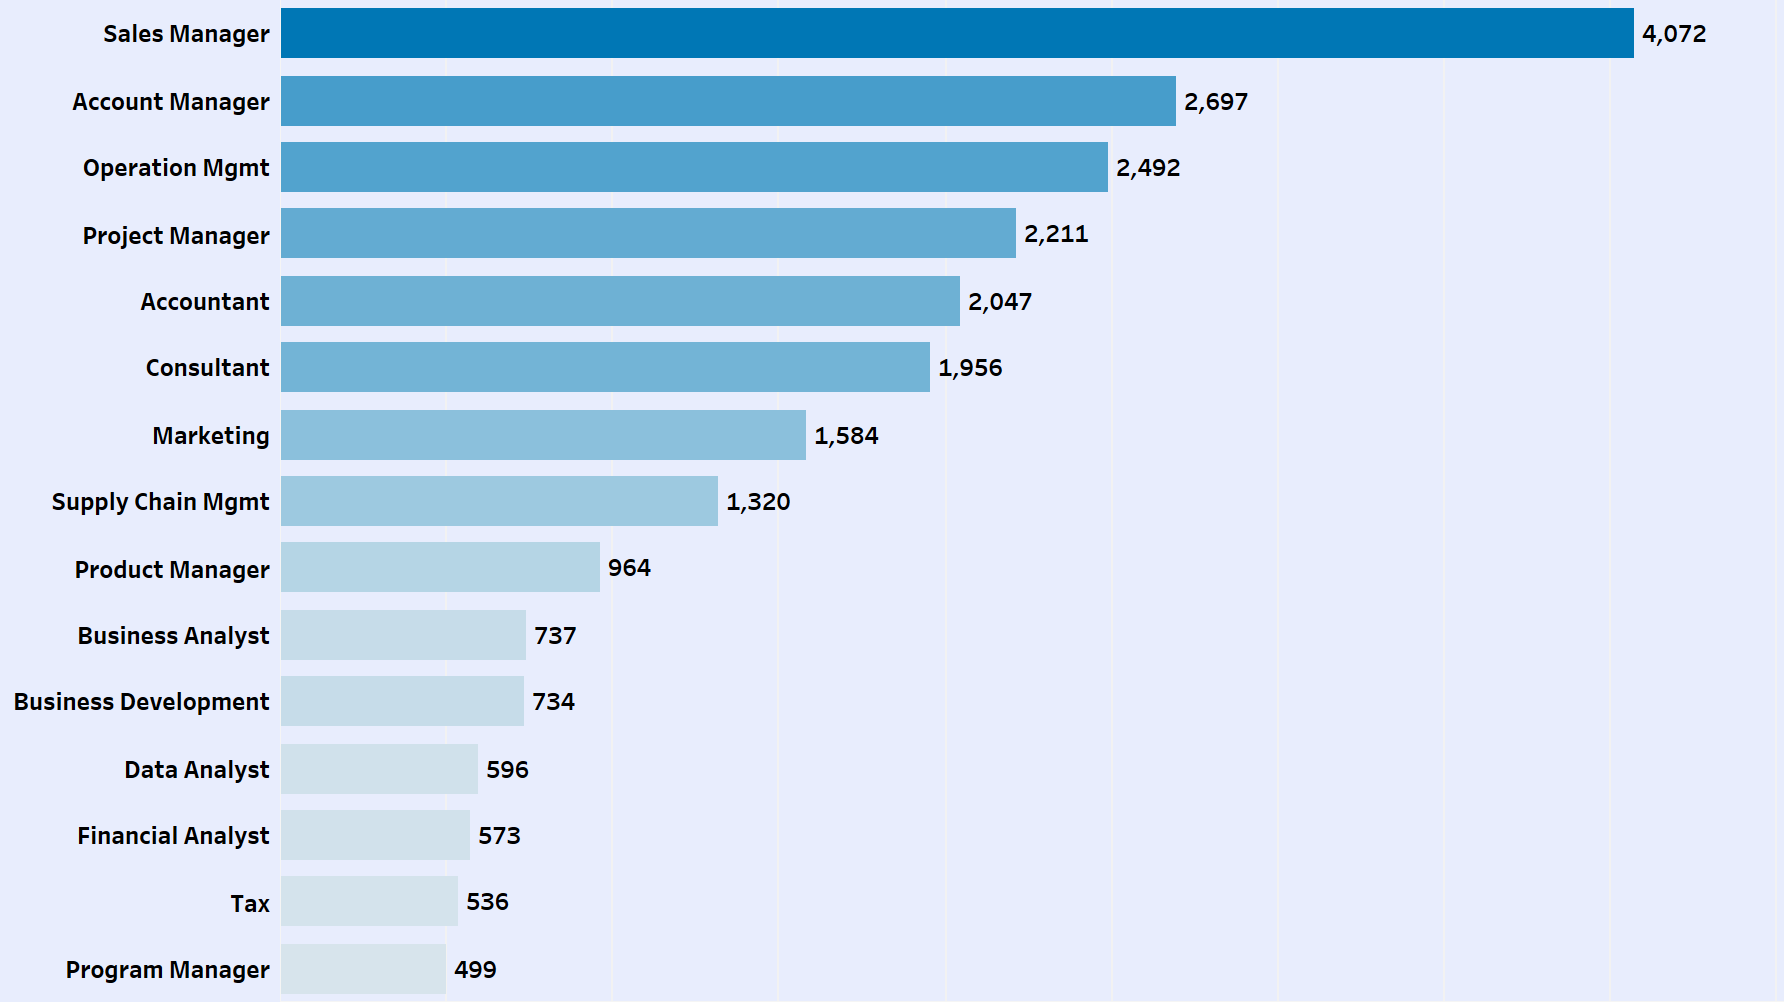 Sales Manager 4,072
Account Manager 2,697
Operation Mgmt 2,492
Project Manager 2,211
Accountant 2,047
Consultant 1,956
Marketing 1,584
Supply Chain Mgmt 1,320
Product Manager 964
Business Analyst 737
Business Development 734
Data Analyst 596
Financial Analyst 573
Tax 536
Program Manager 499